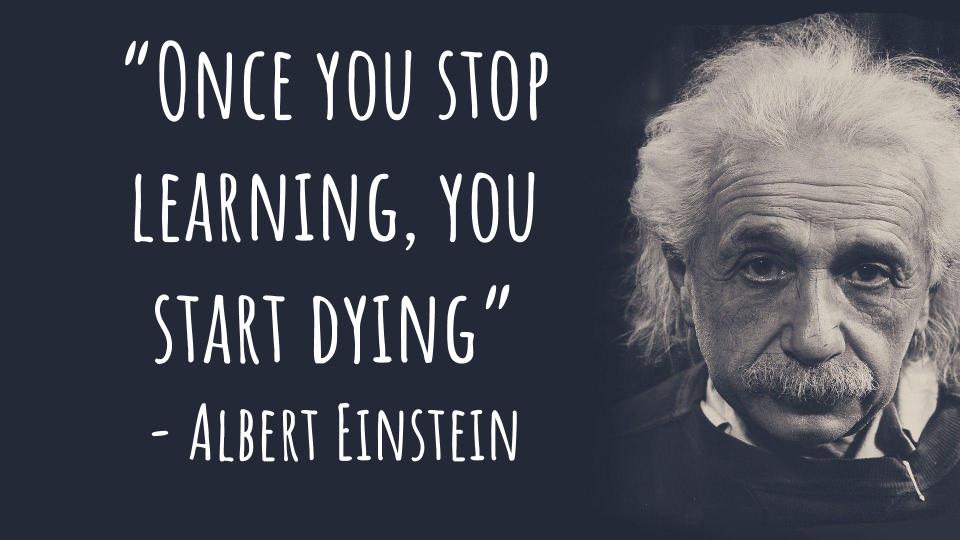 “Once you stop
learning, you
start dying”
- Albert Einstein